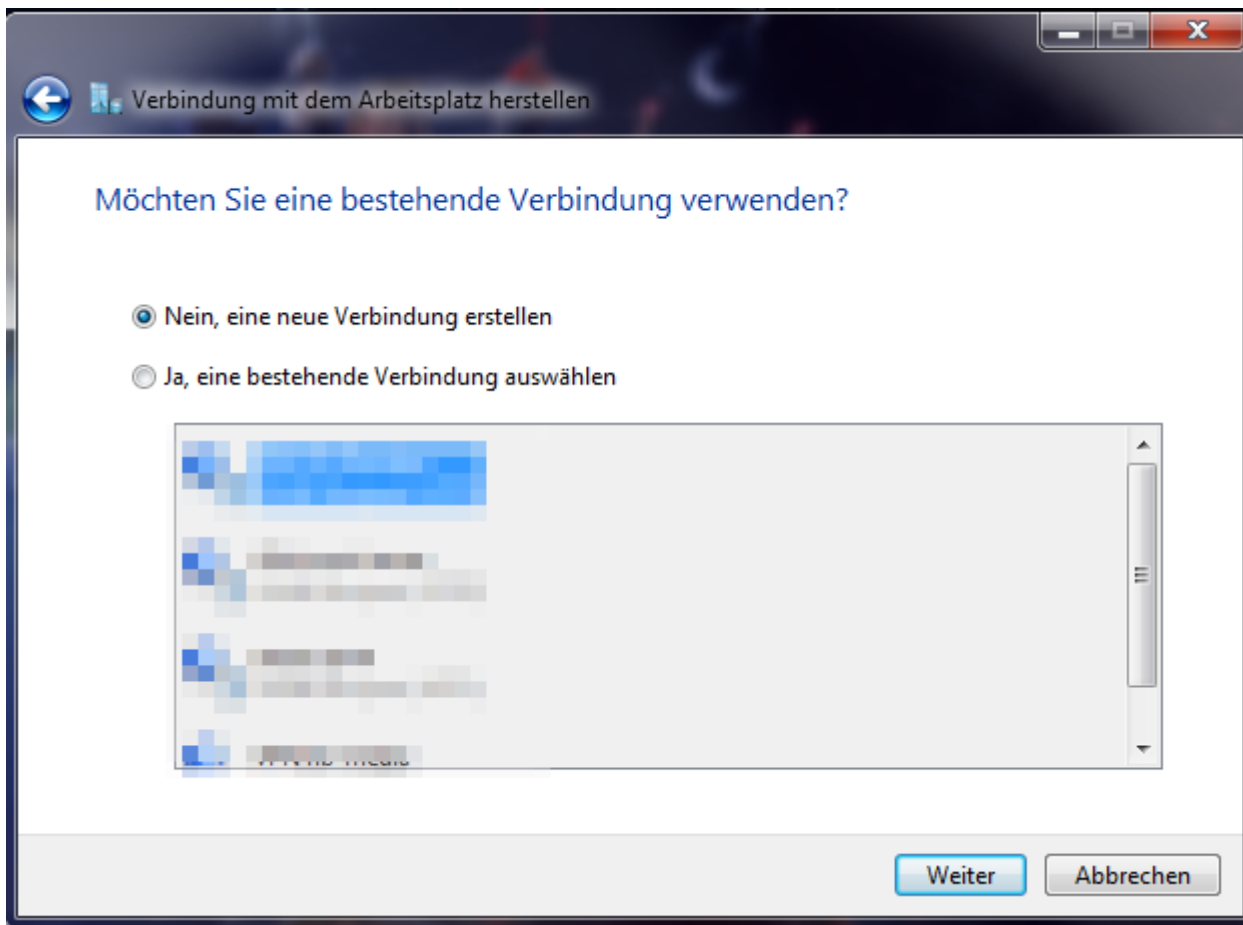 Verbindung mit dem Arbeitsplatz herstellen
Möchten Sie eine bestehende Verbindung verwenden?
Nein, eine neue Verbindung erstellen
Ja, eine bestehende Verbindung auswählen
Weiter
Abbrechen